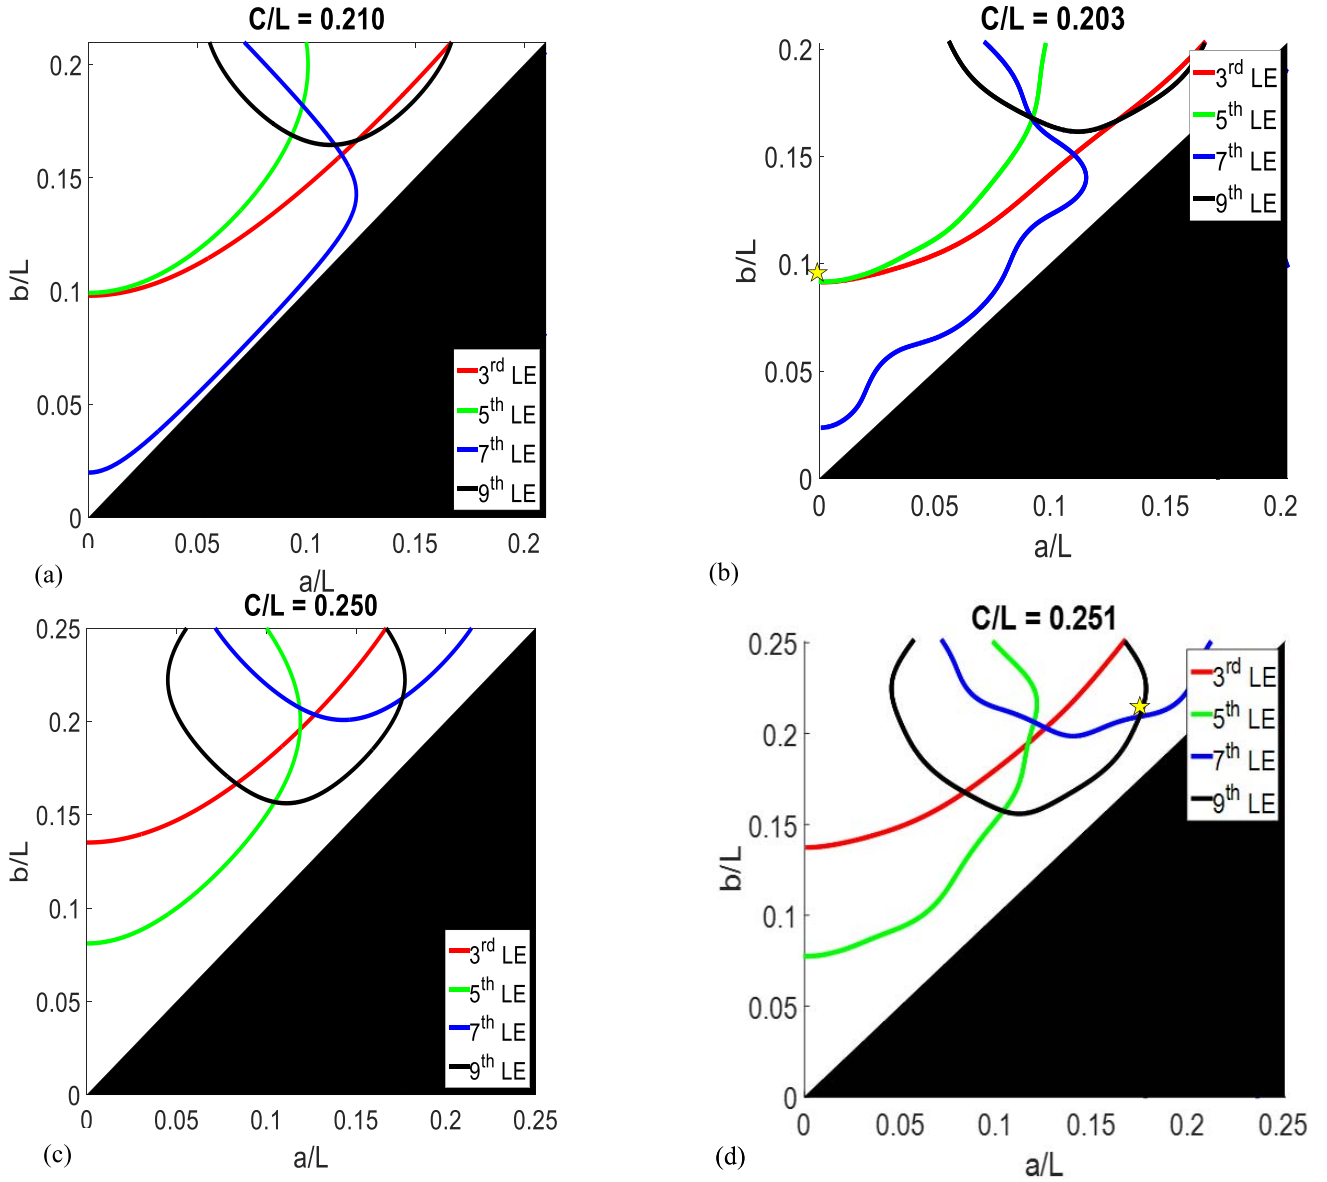 C/L = 0.210
0.2
0.15
0.1
0.05
0
b/L
3rd LE
5th LE
7th LE
9th LE
0
0.05
0.1
0.15
0.2
a/L
(a)
C/L = 0.203
0.2
0.15
0.1
0.05
0
b/L
3rd LE
5th LE
7th LE
9th LE
0
0.05
0.1
0.15
0.2
a/L
(b)
C/L = 0.250
0.25
0.2
0.15
0.1
0.05
0
b/L
3rd LE
5th LE
7th LE
9th LE
0
0.05
0.1
0.15
0.2
0.25
a/L
(c)
C/L = 0.251
0.25
0.2
0.15
0.1
0.05
0
b/L
3rd LE
5th LE
7th LE
9th LE
0
0.05
0.1
0.15
0.2
0.25
a/L
(d)